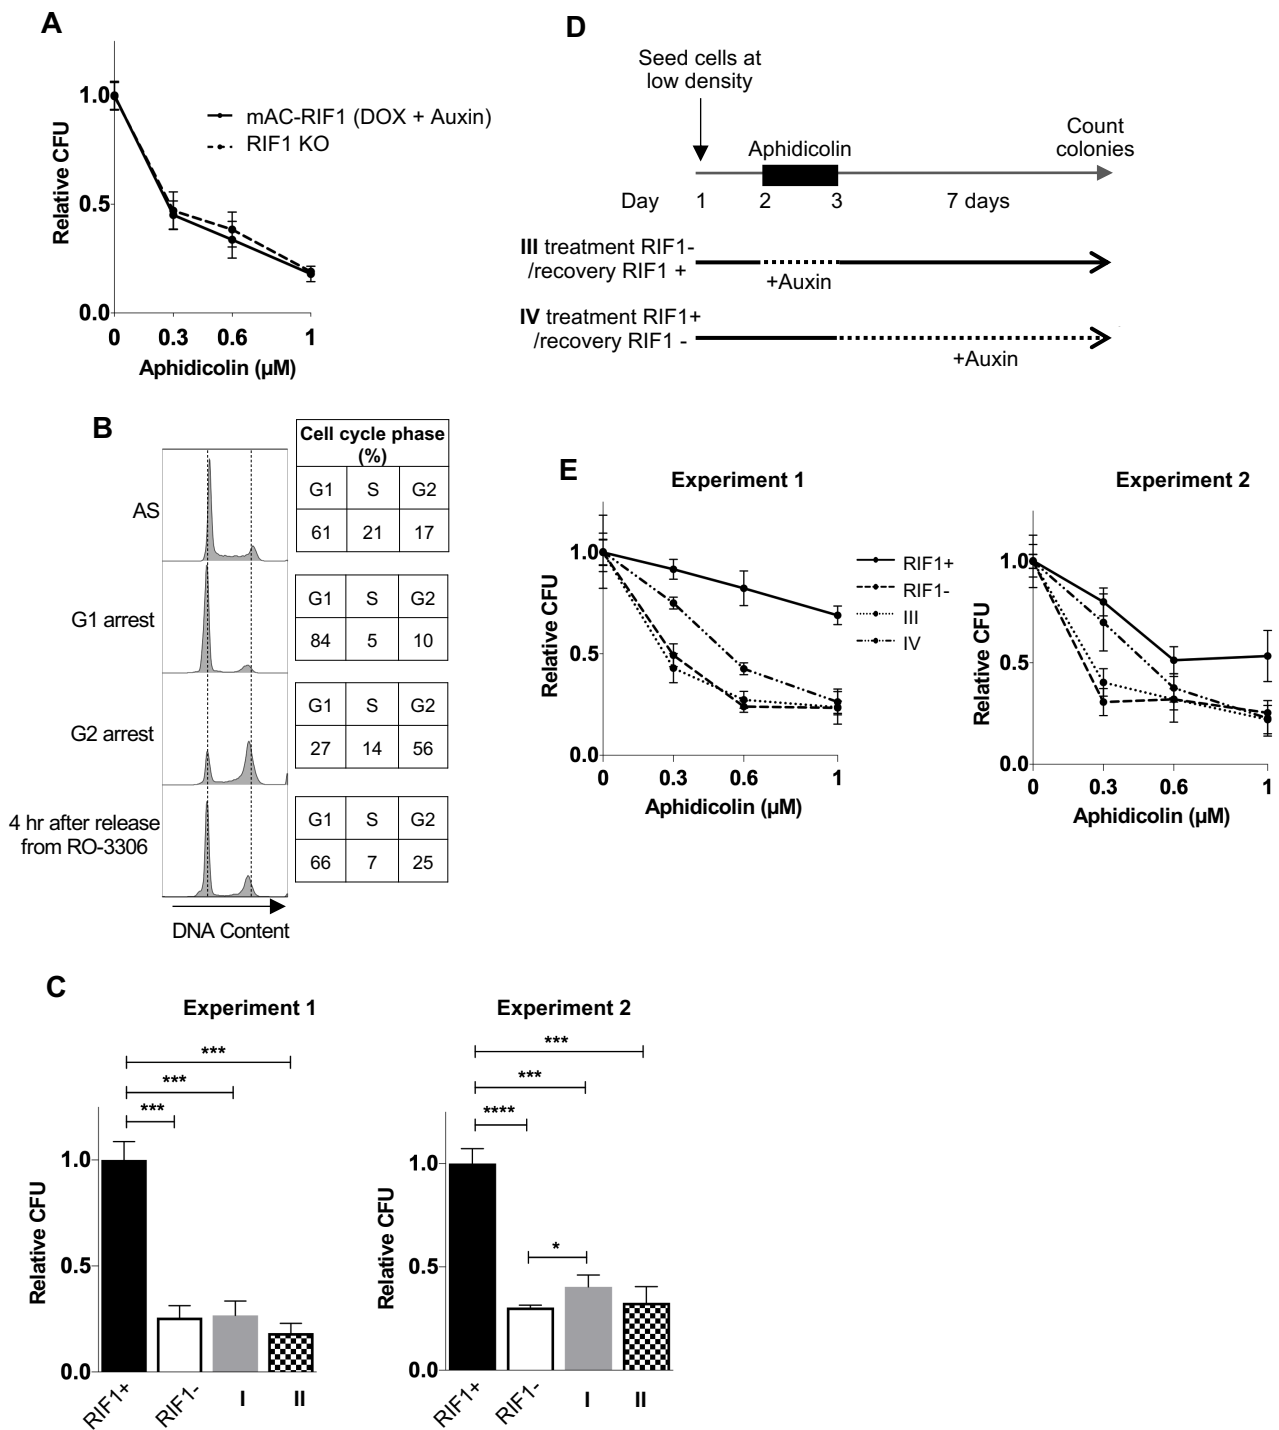 A
1.0
0.5
0.0
Relative CFU
mAC-RIF1 (DOX + Auxin)
RIF1 KO
0 0.3 0.6 1
Aphidicolin (µM)
B
AS
G1 arrest
G2 arrest
4 hr after release
from RO-3306
DNA Content
Cell cycle phase
(%)
G1 S G2
61 21 17
G1 S G2
84 5 10
G1 S G2
27 14 56
G1 S G2
66 7 25
C
Experiment 1
***
***
***
1.0
0.5
0.0
Relative CFU
RIF1+ RIF1- I II
Experiment 2
***
***
****
*
1.0
0.5
0.0
Relative CFU
RIF1+ RIF1- I II
D
Seed cells at
low density
Aphidicolin
Count
colonies
Day 1 2 3 7 days
III treatment RIF1-
/recovery RIF1 +
+Auxin
IV treatment RIF1+
/recovery RIF1 -
+Auxin
E
Experiment 1
1.0
0.5
0.0
Relative CFU
0 0.3 0.6 1
Aphidicolin (µM)
RIF1+
RIF1-
III
IV
Experiment 2
1.0
0.5
0.0
Relative CFU
0 0.3 0.6 1
Aphidicolin (µM)